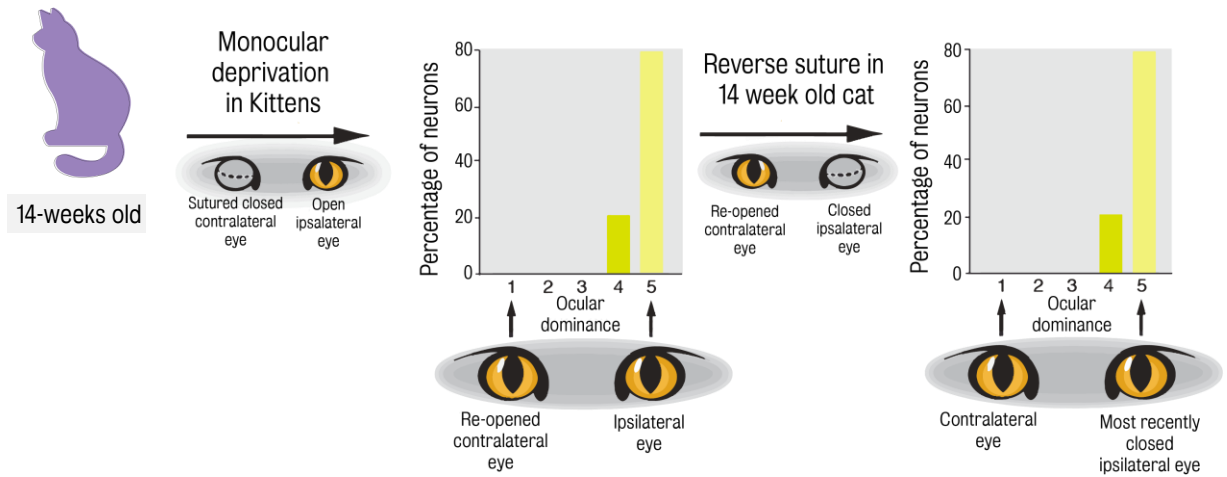 14-weeks old
Monocular
deprivation
in Kittens
Sutured closed
contralateral
eye
Open
ipsalateral
eye
Percentage of neurons
80
60
40
20
0
1 2 3 4 5
Ocular
dominance
Re-opened
contralateral
eye
Ipsilateral
eye
Reverse suture in
14 week old cat
Re-opened
contralateral
eye
Closed
ipsalateral
eye
Percentage of neurons
80
60
40
20
0
1 2 3 4 5
Ocular
dominance
Contralateral
eye
Most recently
closed
ipsilateral eye